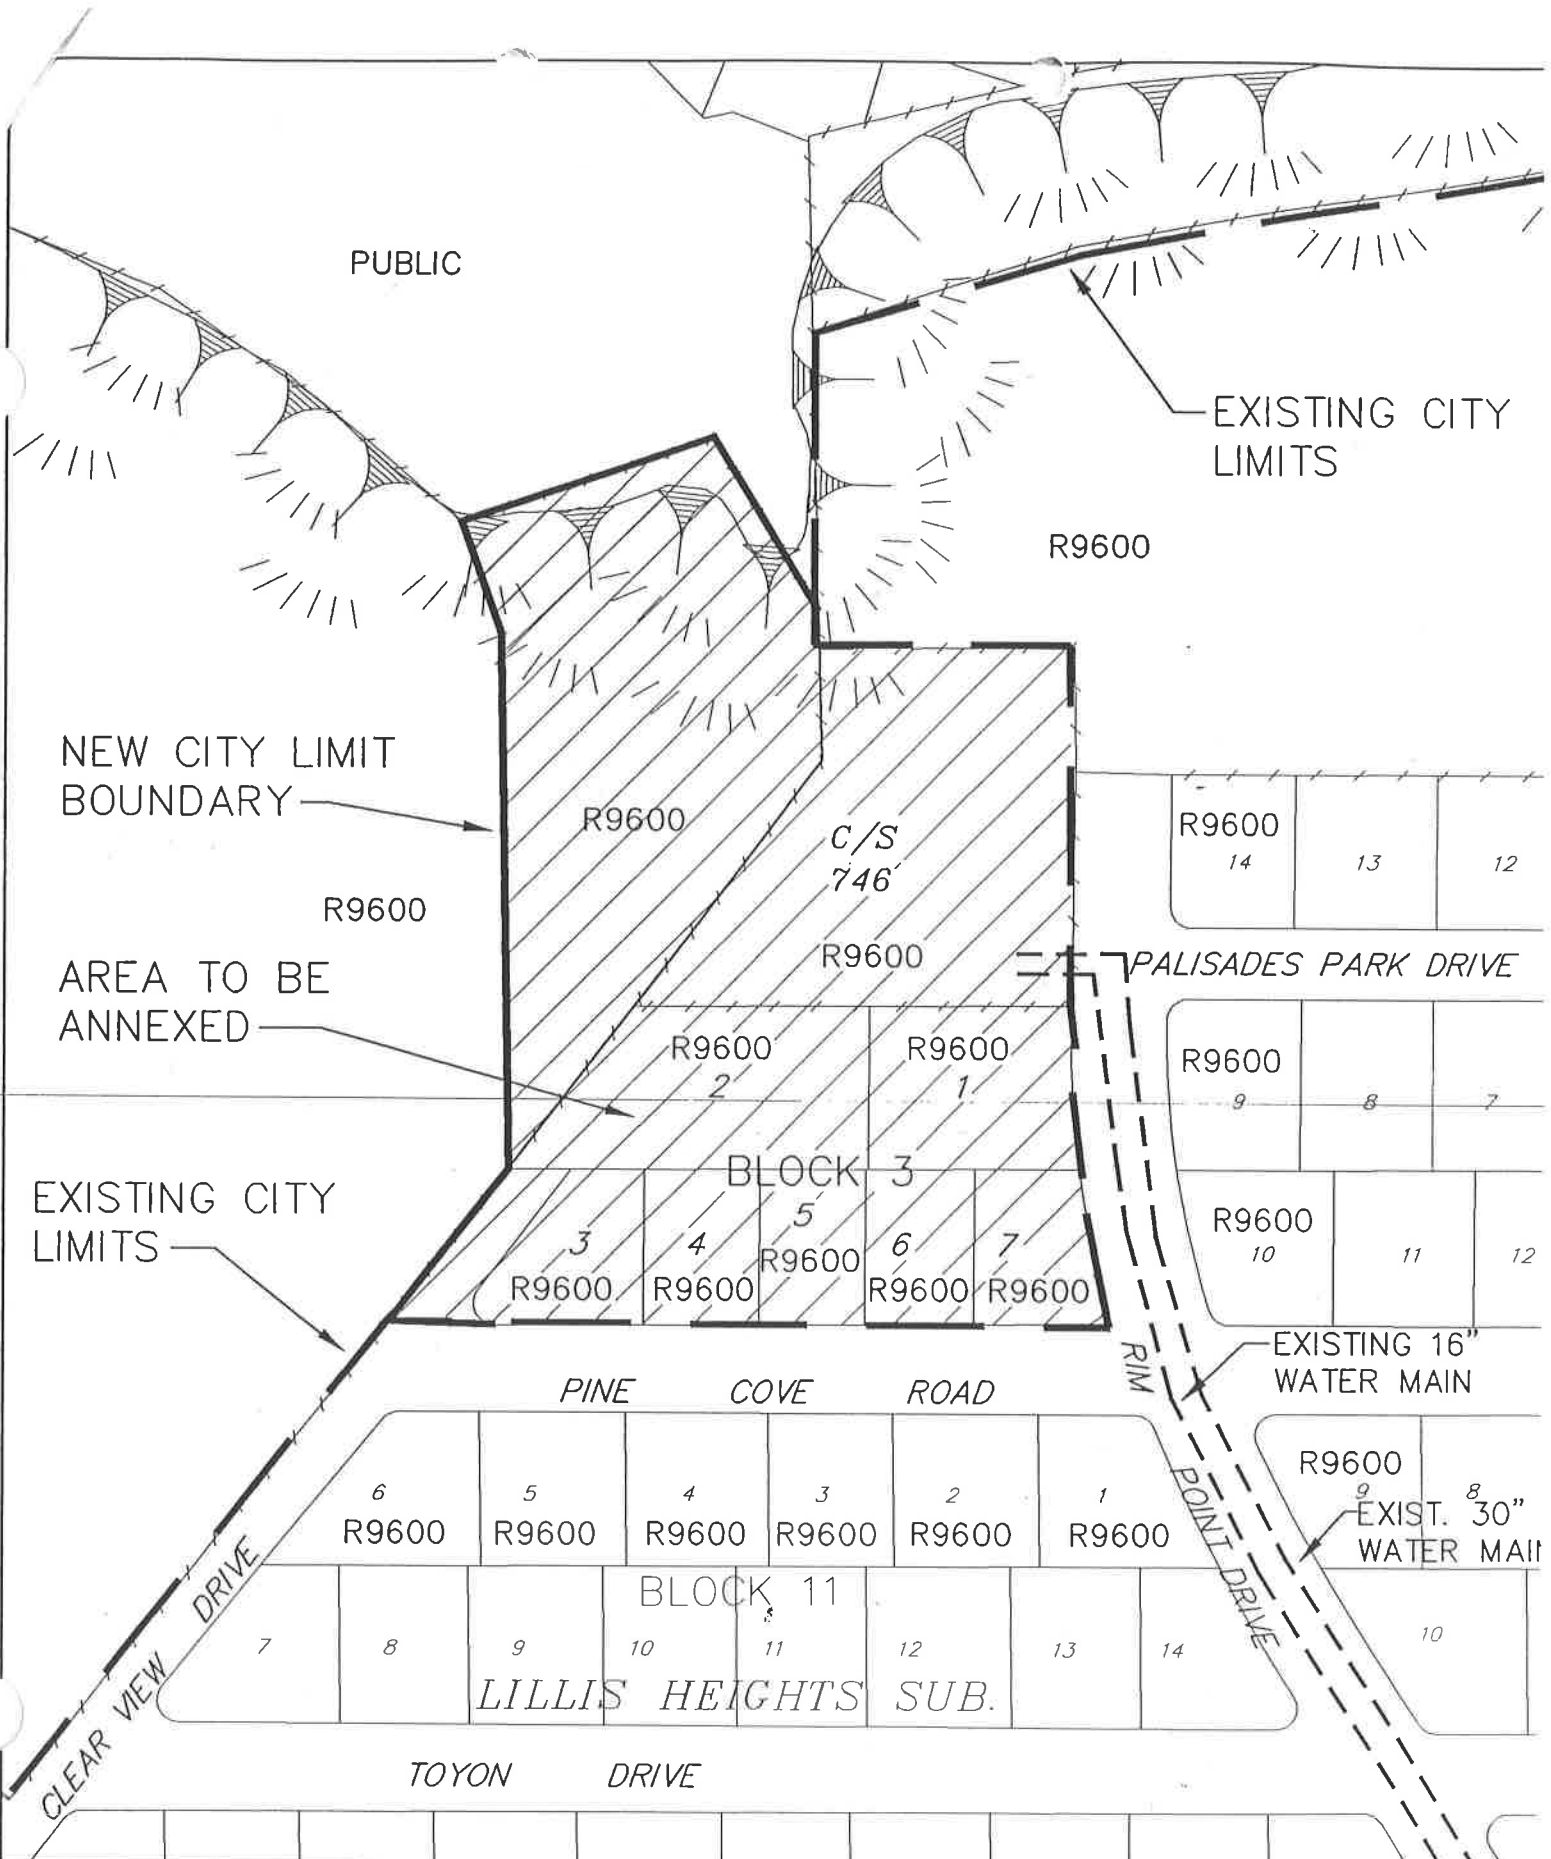 PUBLIC
EXISTING CITY
LIMITS
R9600
NEW CITY LIMIT
BOUNDARY
R9600
C/S
746
R9600
14
13
12
R9600
R9600
PALISADES PARK DRIVE
AREA TO BE
ANNEXED
R9600
2
R9600
1
R9600
9
8
7
BLOCK 3
EXISTING CITY
LIMITS
3
R9600
4
R9600
5
R9600
6
R9600
7
R9600
R9600
10
11
12
RIM POINT DRIVE
EXISTING 16"
WATER MAIN
PINE COVE ROAD
6
R9600
5
R9600
4
R9600
3
R9600
2
R9600
1
R9600
R9600
9
8
EXIST. 30"
WATER MAIN
BLOCK 11
7
8
9
10
11
12
13
14
10
LILLIS HEIGHTS SUB.
CLEAR VIEW DRIVE
TOYON DRIVE